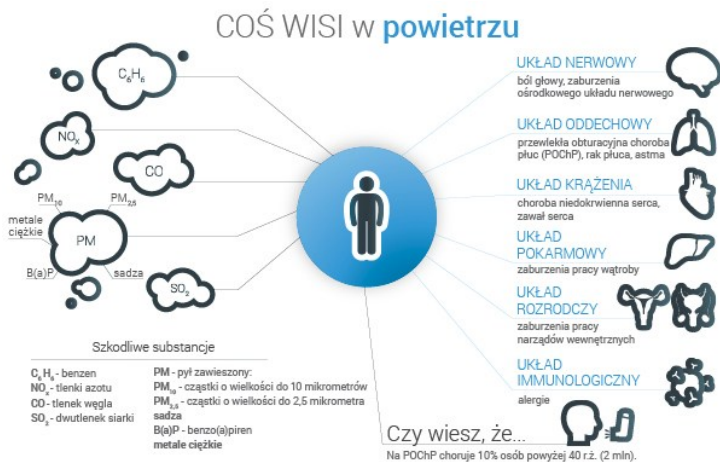 COŚ WISI w powietrzu
C₆H₆
NOₓ
CO
PM₁₀
PM₂,₅
metale
ciężkie
PM
B(a)P
sadza
SO₂
UKŁAD NERWOWY
ból głowy, zaburzenia
ośrodkowego układu nerwowego
UKŁAD ODDECHOWY
przewlekła obturacyjna choroba
płuc (POChP), rak płuca, astma
UKŁAD KRĄŻENIA
choroba niedokrwienna serca,
zawał serca
UKŁAD
POKARMOWY
zaburzenia pracy wątroby
UKŁAD
ROZRODCZY
zaburzenia pracy
narządów wewnętrznych
UKŁAD
IMMUNOLOGICZNY
alergie
Szkodliwe substancje
C₆H₆ - benzen
NOₓ - tlenki azotu
CO - tlenek węgla
SO₂ - dwutlenek siarki
PM - pył zawieszony:
PM₁₀ - cząstki o wielkości do 10 mikrometrów
PM₂,₅ - cząstki o wielkości do 2,5 mikrometra
sadza
B(a)P - benzo(a)piren
metale ciężkie
Czy wiesz, że...
Na POChP choruje 10% osób powyżej 40 r.ż. (2 mln).